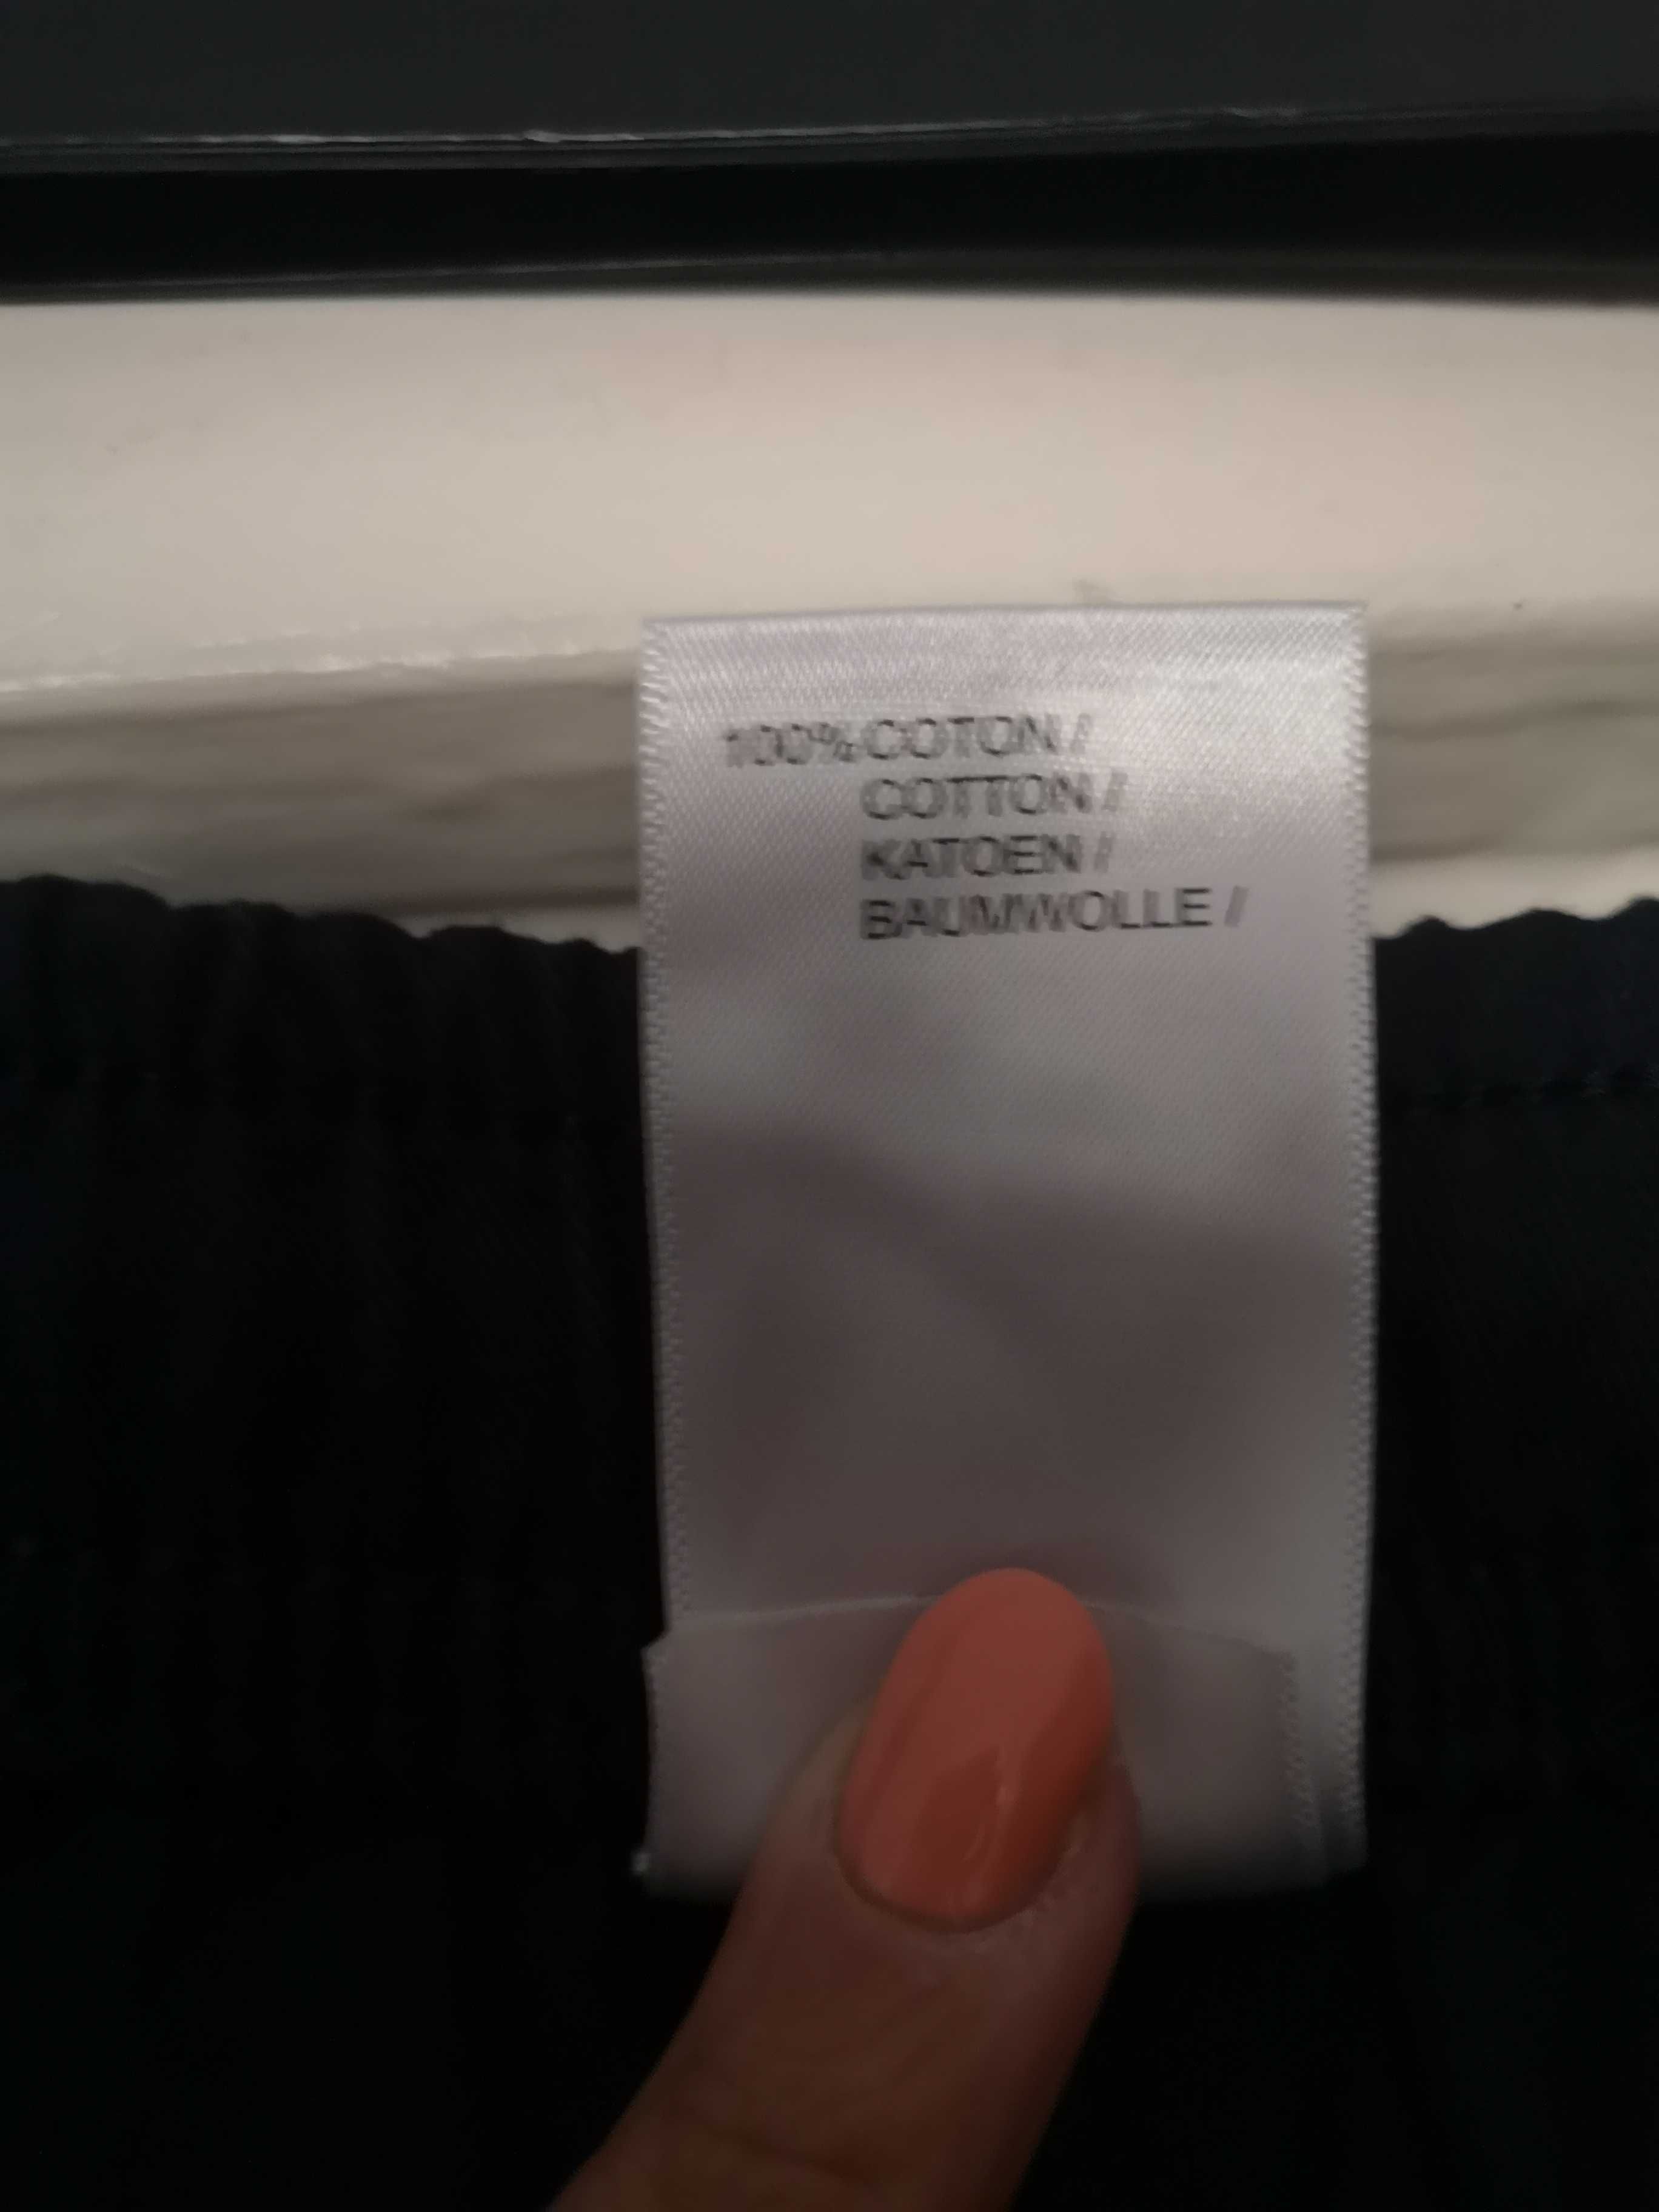 100% COTON /
COTTON /
KATOEN /
BAUMWOLLE /